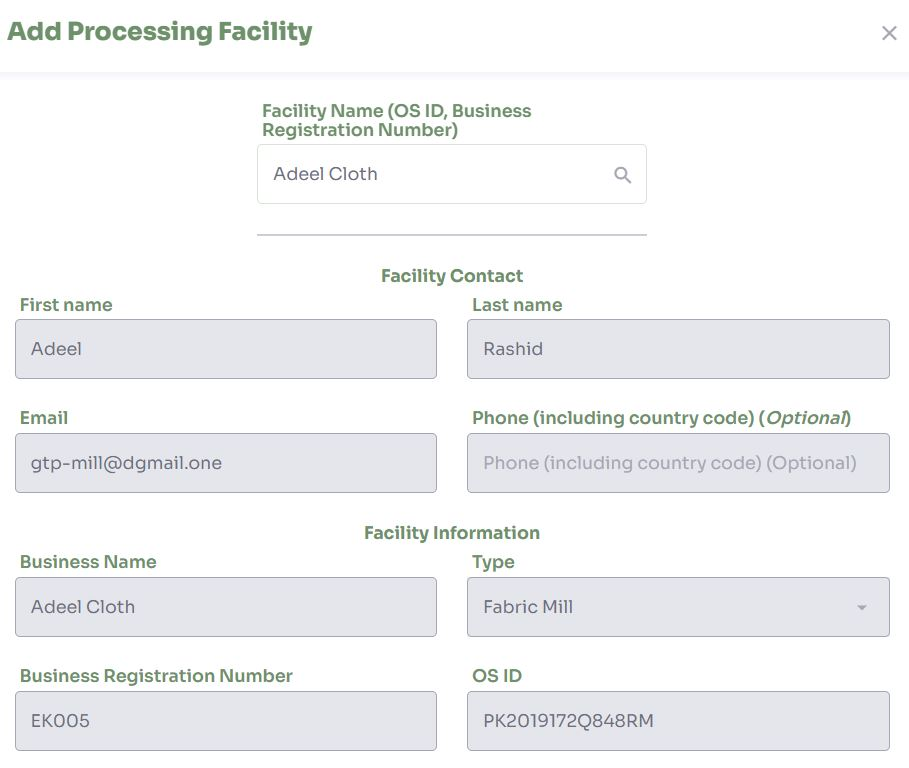 Add Processing Facility
Facility Name (OS ID, Business
Registration Number)
Adeel Cloth
Facility Contact
First name
Last name
Adeel
Rashid
Email
Phone (including country code) (Optional)
gtp-mill@dgmail.one
Phone (including country code) (Optional)
Facility Information
Business Name
Type
Adeel Cloth
Fabric Mill
Business Registration Number
OS ID
EK005
PK2019172Q848RM